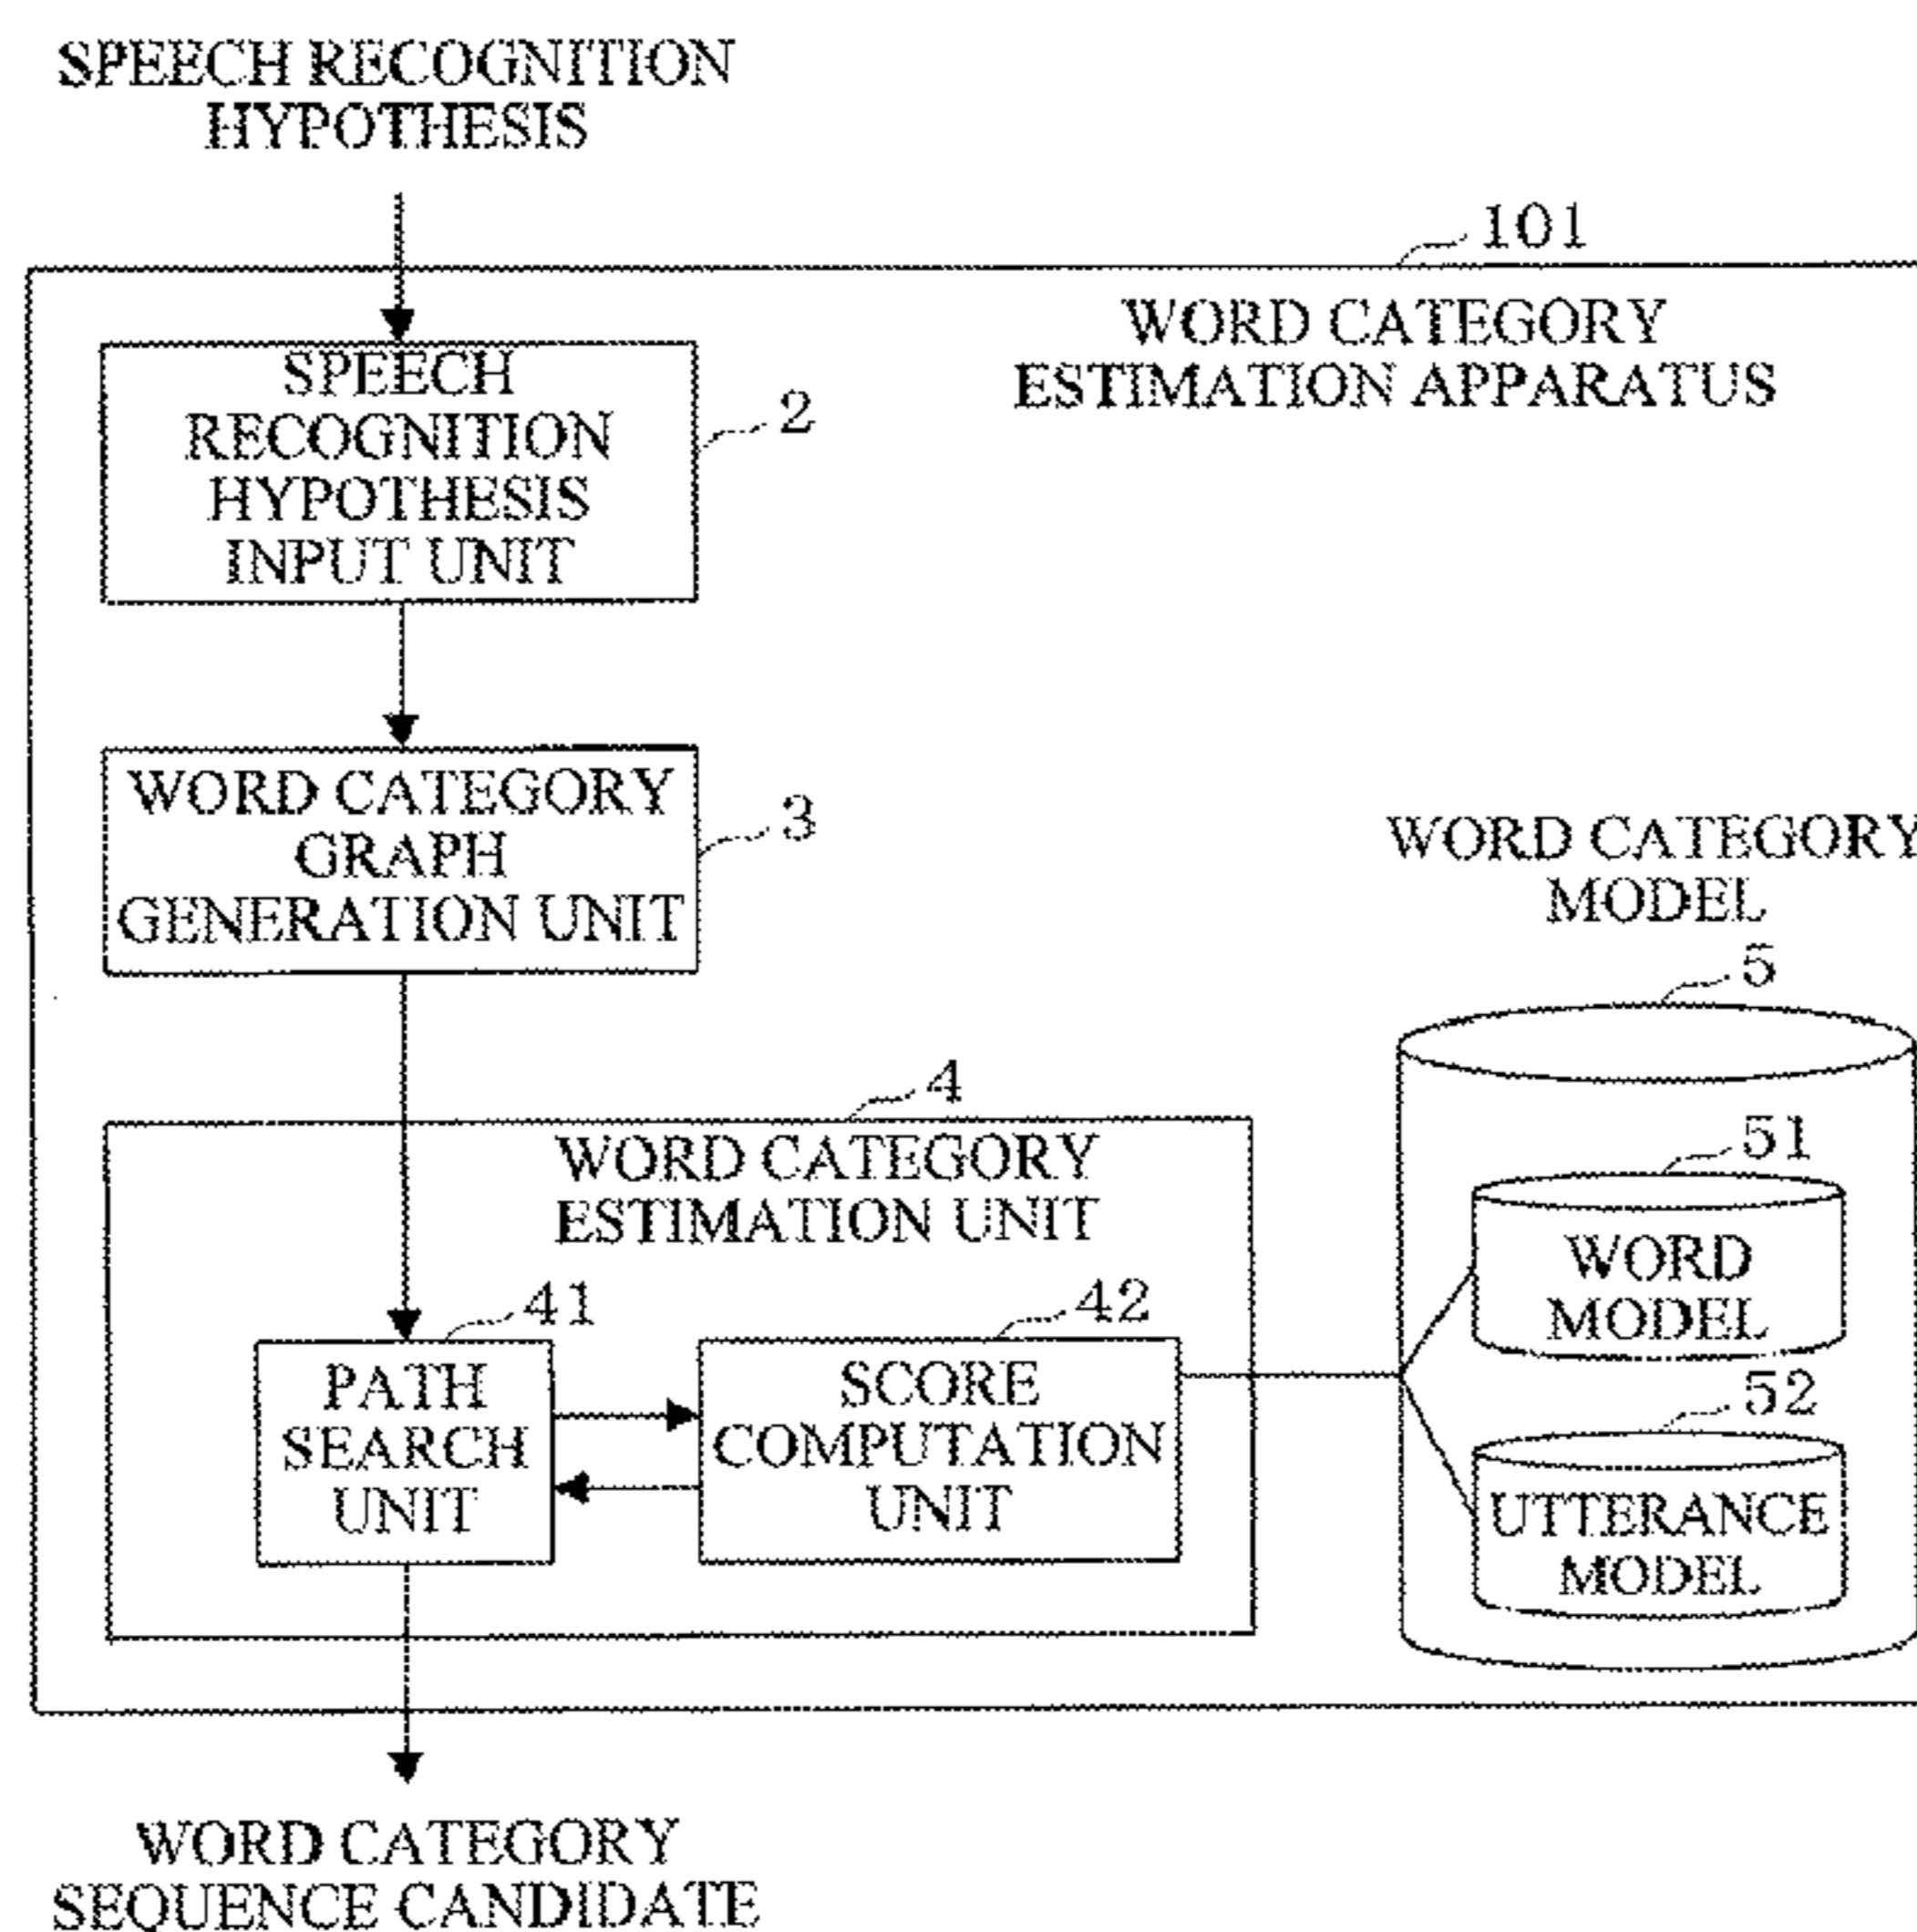 SPEECH RECOGNITION
HYPOTHESIS
101
WORD CATEGORY
ESTIMATION APPARATUS
SPEECH
RECOGNITION
HYPOTHESIS
INPUT UNIT
2
WORD CATEGORY
GRAPH
GENERATION UNIT
3
WORD CATEGORY
MODEL
5
4
WORD CATEGORY
ESTIMATION UNIT
41
PATH
SEARCH
UNIT
42
SCORE
COMPUTATION
UNIT
51
WORD
MODEL
52
UTTERANCE
MODEL
WORD CATEGORY
SEQUENCE CANDIDATE